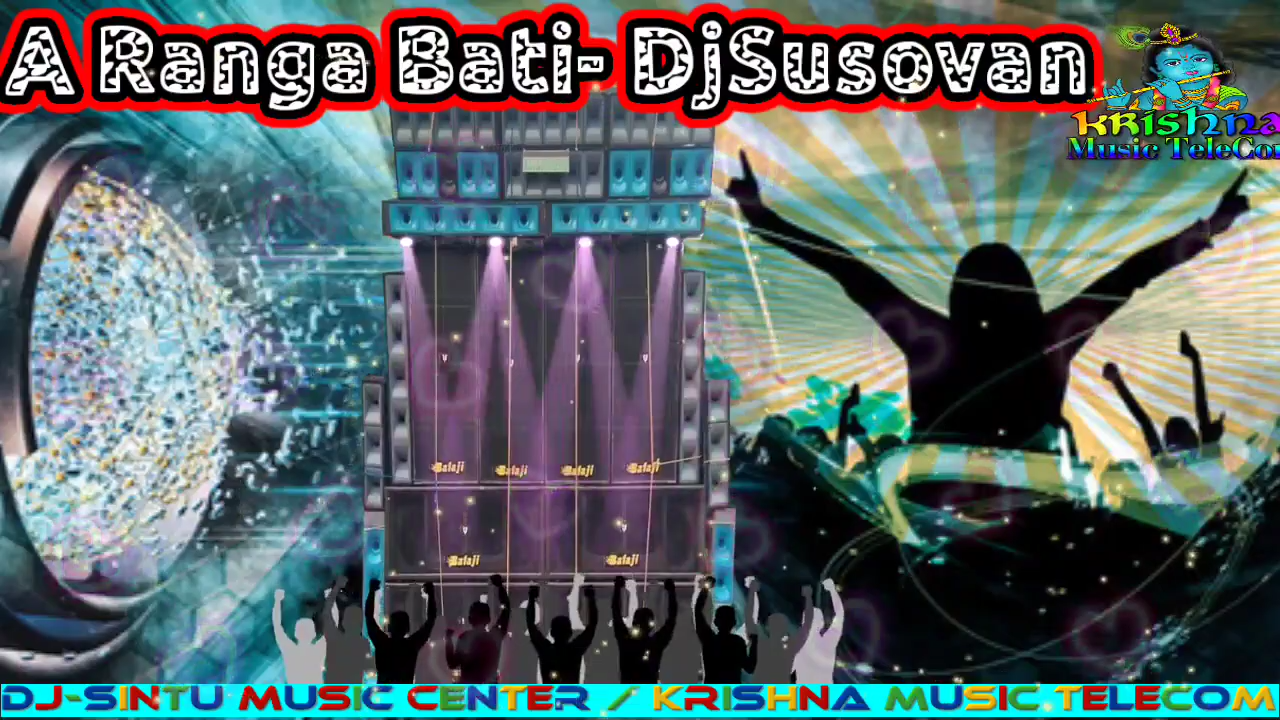 A Ranga Bati- DjSusovan
KRISHNA
Music TeleCom
Balaji Balaji Balaji Balaji
Balaji Balaji
DJ-SINTU MUSIC CENTER / KRISHNA MUSIC TELECOM